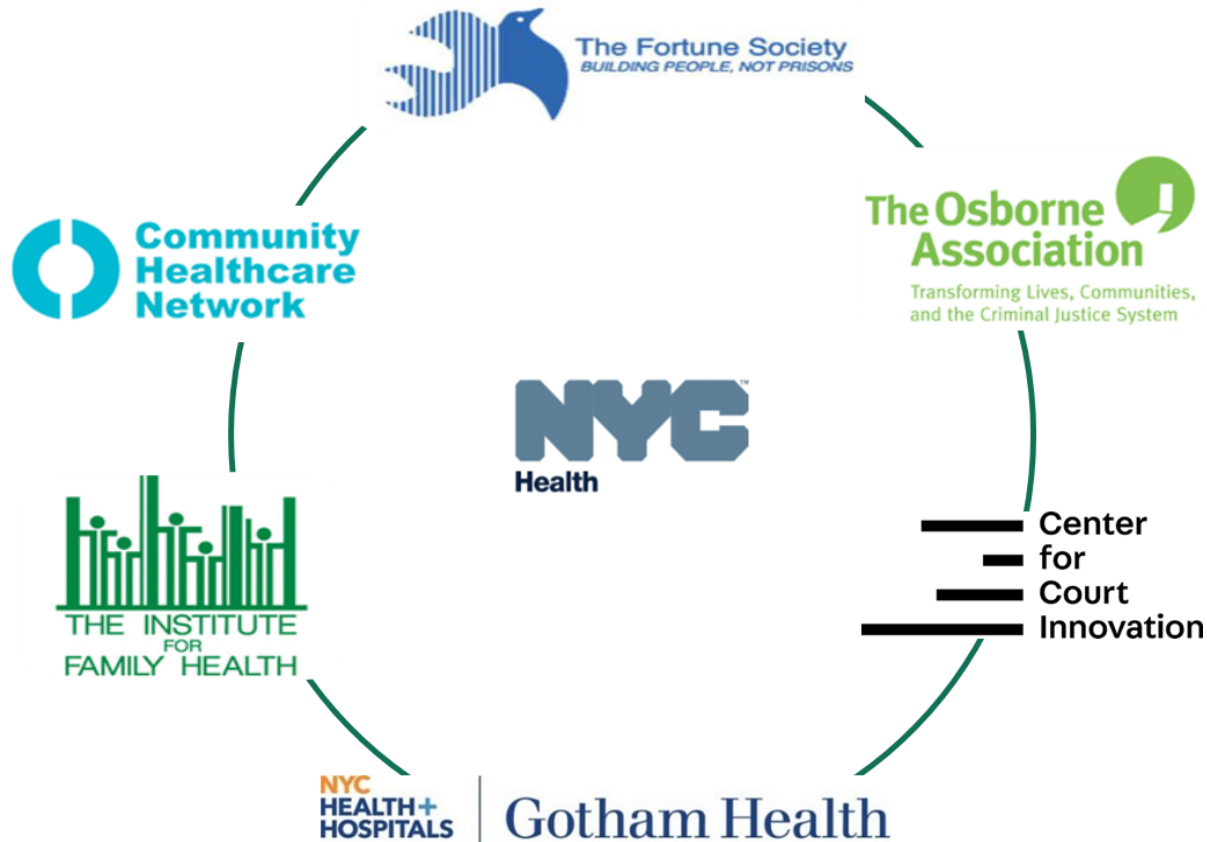 The Fortune Society
BUILDING PEOPLE, NOT PRISONS
The Osborne
Association
Transforming Lives, Communities,
and the Criminal Justice System
Community
Healthcare
Network
NYC™
Health
Center
for
Court
Innovation
THE INSTITUTE
FOR
FAMILY HEALTH
NYC
HEALTH+
HOSPITALS
Gotham Health